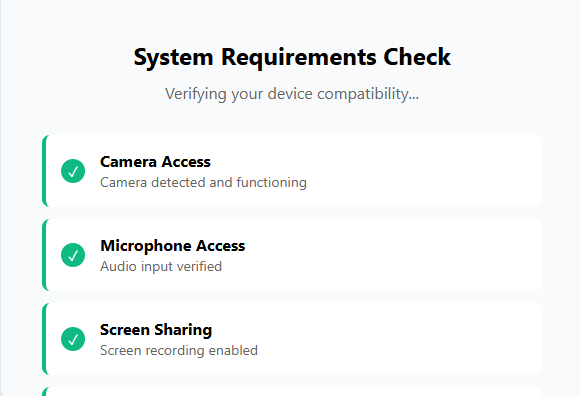 System Requirements Check
Verifying your device compatibility...
Camera Access
Camera detected and functioning
Microphone Access
Audio input verified
Screen Sharing
Screen recording enabled